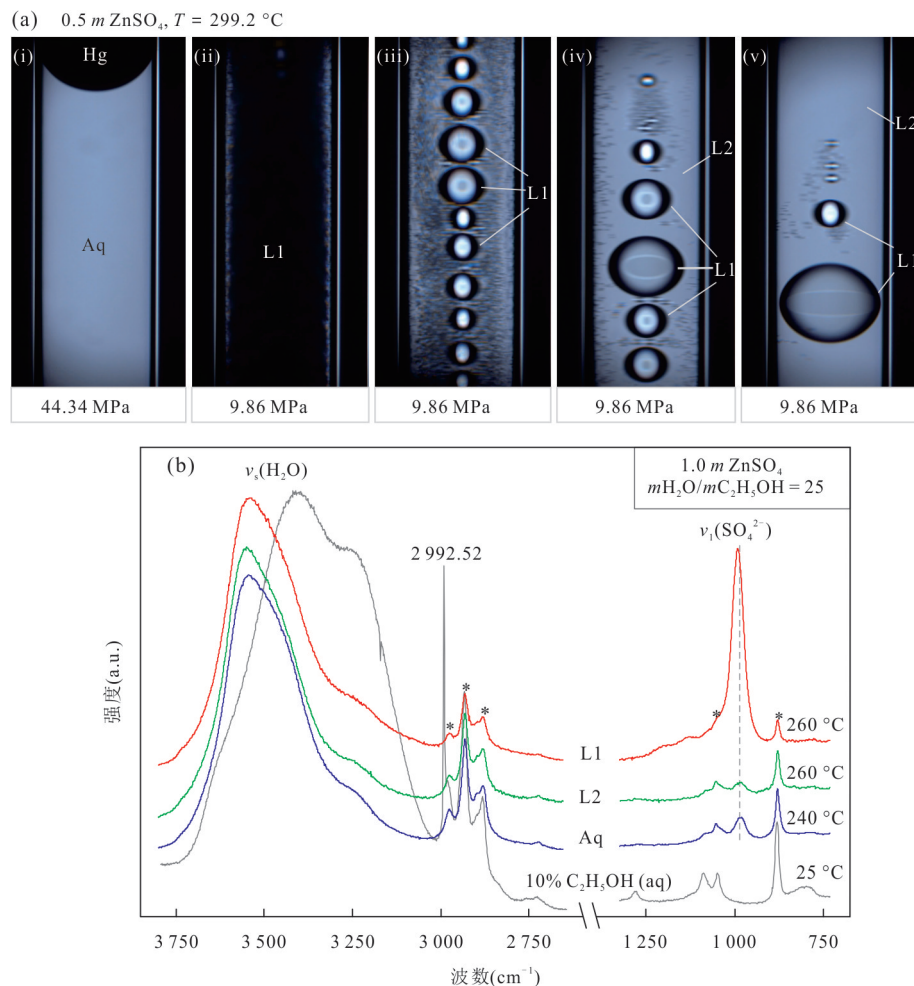 (a) 0.5 m ZnSO₄, T = 299.2 °C
(i) (ii) (iii) (iv) (v)
Hg
L2
L2
L1
Aq
L1
L1
L1
44.34 MPa
9.86 MPa
9.86 MPa
9.86 MPa
9.86 MPa
(b)
νs(H₂O)
1.0 m ZnSO₄
mH₂O/mC₂H₅OH = 25
ν₁(SO₄²⁻)
2 992.52
* * *
* *
强度(a.u.)
L1
260 °C
L2
260 °C
Aq
240 °C
10% C₂H₅OH (aq)
25 °C
3 750 3 500 3 250 3 000 2 750 1 250 1 000 750
波数(cm⁻¹)